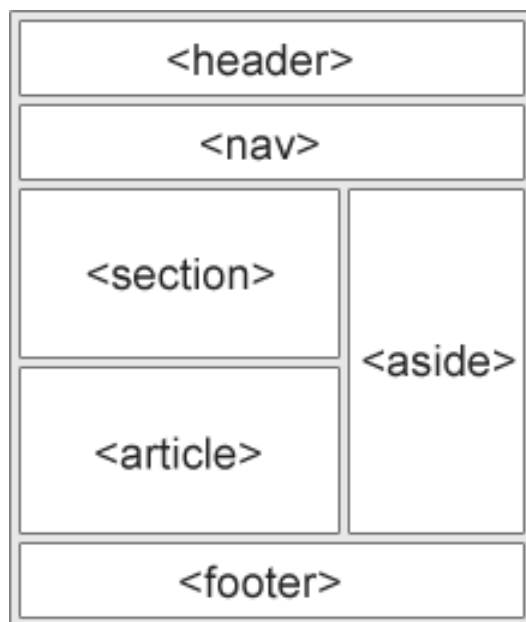 <header>
<nav>
<section>
<aside>
<article>
<footer>